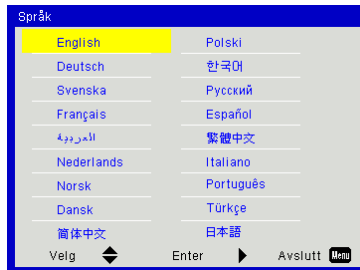 Språk
English Polski
Deutsch 한국어
Svenska Русский
Français Español
العربية 繁體中文
Nederlands Italiano
Norsk Português
Dansk Türkçe
简体中文 日本語
Velg Enter Avslutt Menu